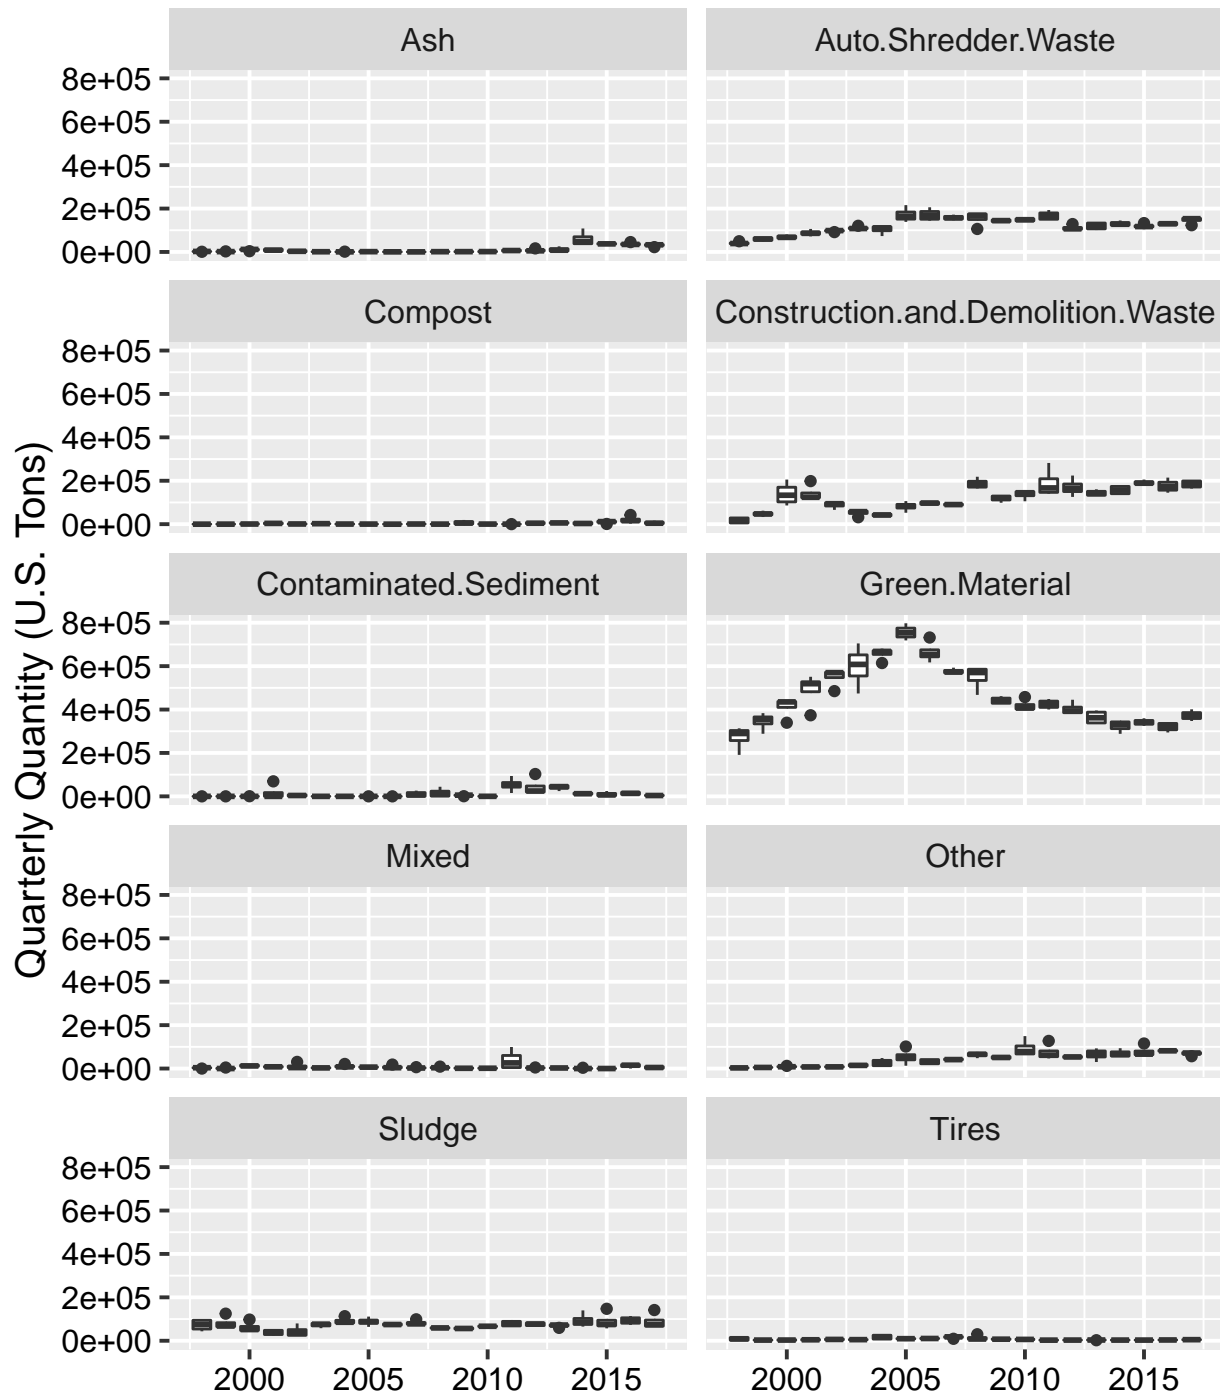 Ash
Auto.Shredder.Waste
8e+05
6e+05
4e+05
2e+05
0e+00
Compost
Construction.and.Demolition.Waste
8e+05
6e+05
4e+05
2e+05
0e+00
Contaminated.Sediment
Green.Material
8e+05
6e+05
4e+05
2e+05
0e+00
Mixed
Other
8e+05
6e+05
4e+05
2e+05
0e+00
Sludge
Tires
8e+05
6e+05
4e+05
2e+05
0e+00
2000 2005 2010 2015
2000 2005 2010 2015
Quarterly Quantity (U.S. Tons)